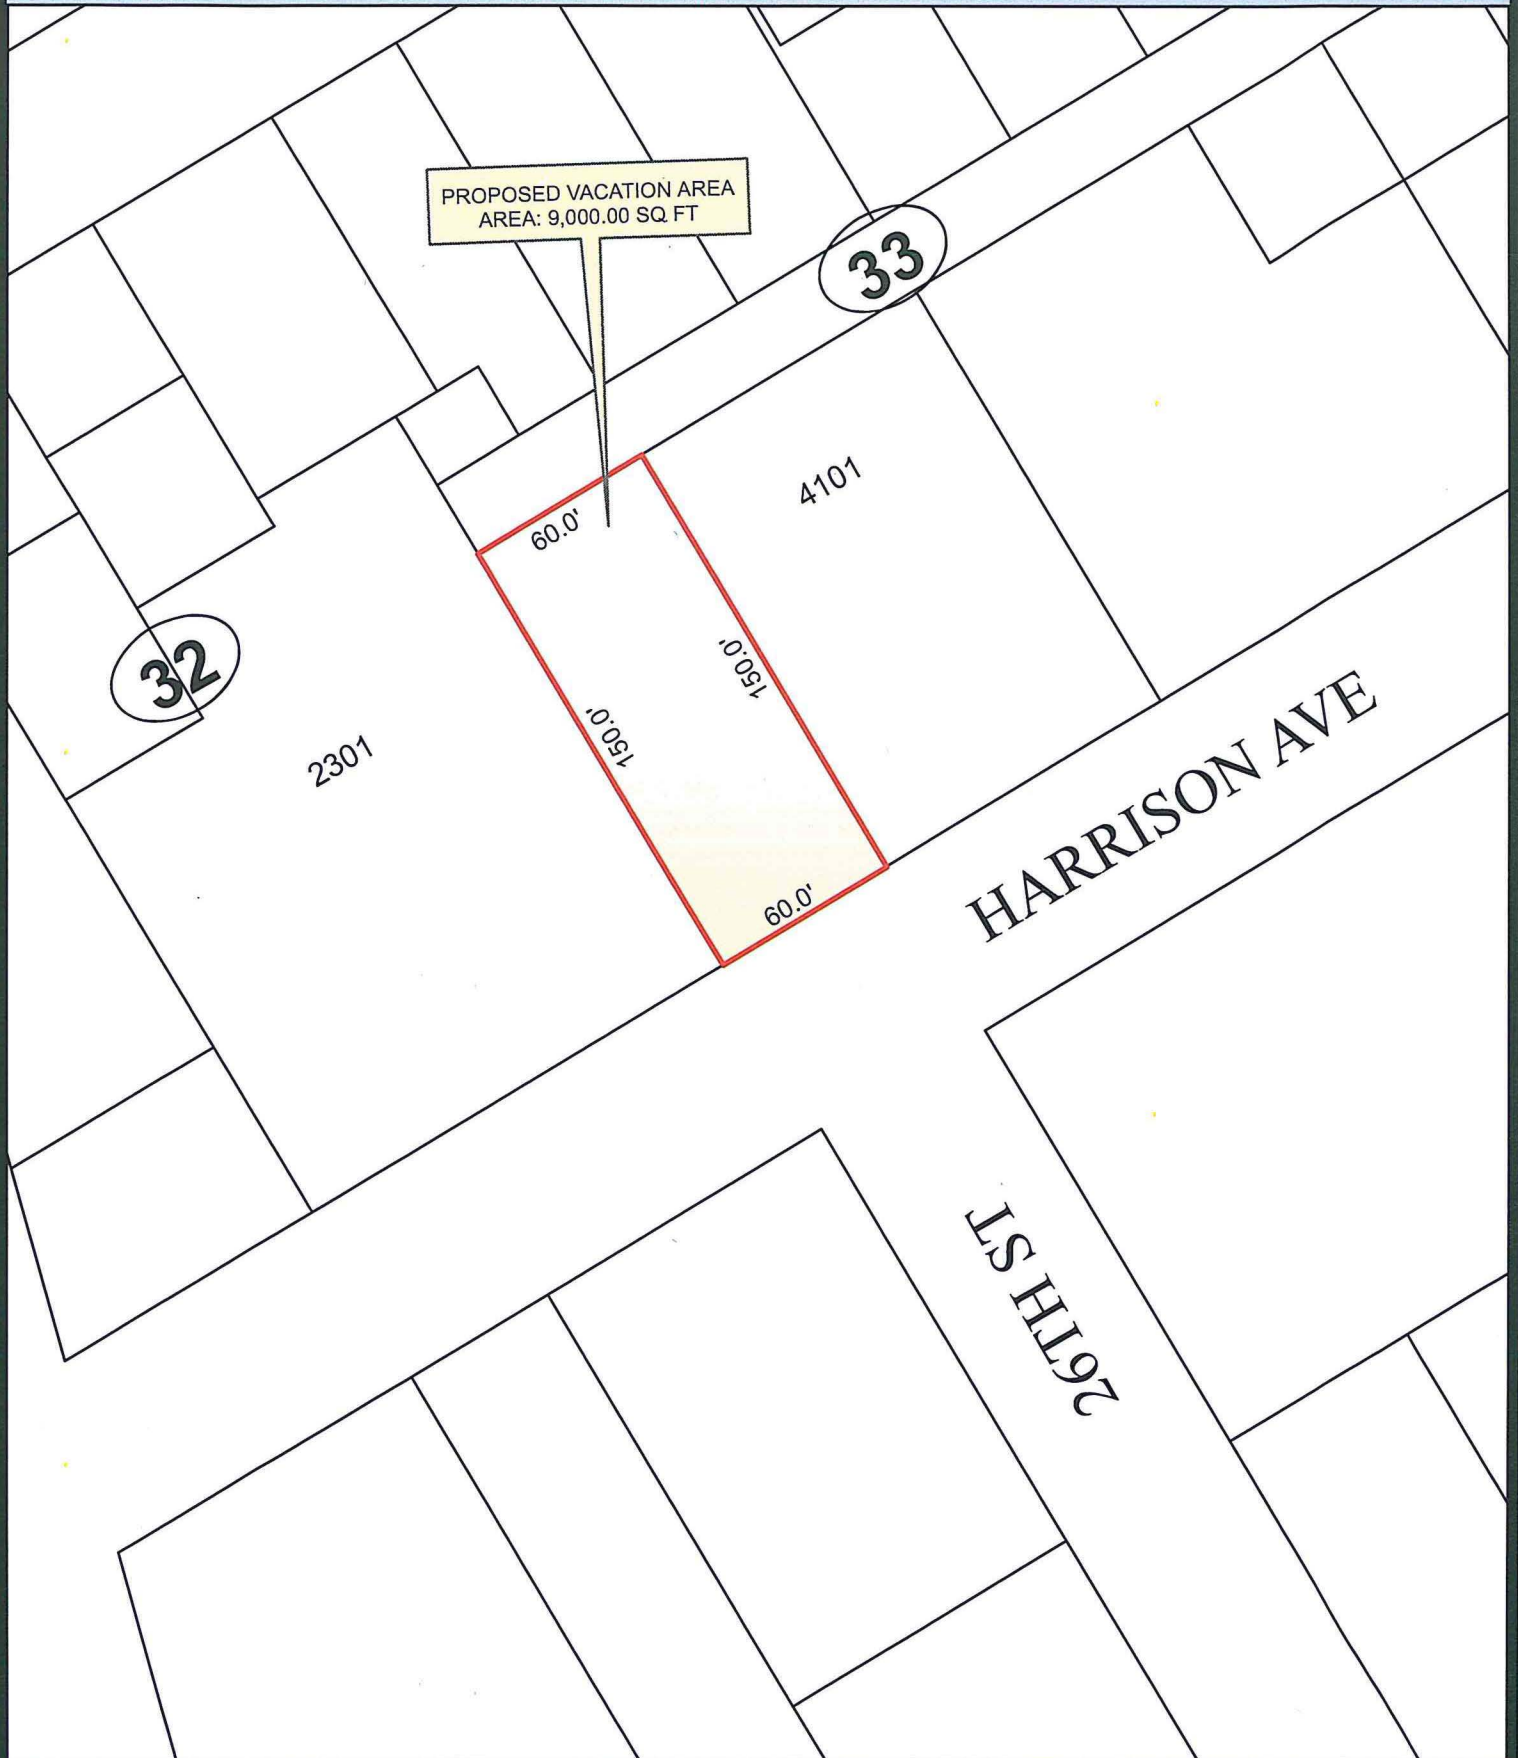 PROPOSED VACATION AREA
AREA: 9,000.00 SQ FT
33
4101
60.0'
150.0'
32
150.0'
2301
HARRISON AVE
60.0'
26TH ST